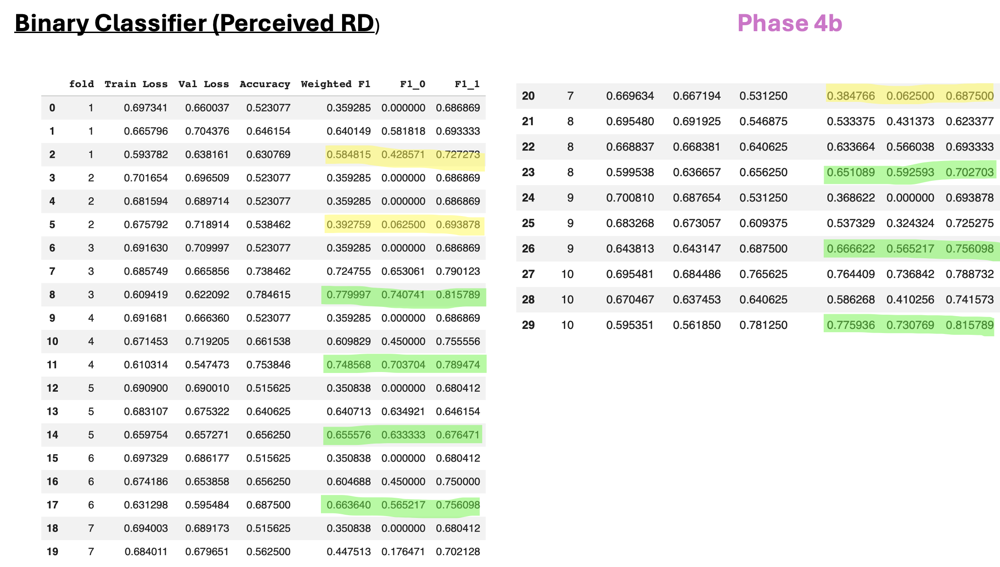 Binary Classifier (Perceived RD)
Phase 4b
fold Train Loss Val Loss Accuracy Weighted F1 F1_0 F1_1
0 1 0.697341 0.660037 0.523077 0.359285 0.000000 0.686869
1 1 0.665796 0.704376 0.646154 0.640149 0.581818 0.693333
2 1 0.593782 0.638161 0.630769 0.584815 0.428571 0.727273
3 2 0.701654 0.696509 0.523077 0.359285 0.000000 0.686869
4 2 0.681594 0.689714 0.523077 0.359285 0.000000 0.686869
5 2 0.675792 0.718914 0.538462 0.392759 0.062500 0.693878
6 3 0.691630 0.709997 0.523077 0.359285 0.000000 0.686869
7 3 0.685749 0.665856 0.738462 0.724755 0.653061 0.790123
8 3 0.609419 0.622092 0.784615 0.779997 0.740741 0.815789
9 4 0.691681 0.666360 0.523077 0.359285 0.000000 0.686869
10 4 0.671453 0.719205 0.661538 0.609829 0.450000 0.755556
11 4 0.610314 0.547473 0.753846 0.748568 0.703704 0.789474
12 5 0.690900 0.690010 0.515625 0.350838 0.000000 0.680412
13 5 0.683107 0.675322 0.640625 0.640713 0.634921 0.646154
14 5 0.659754 0.657271 0.656250 0.655576 0.633333 0.676471
15 6 0.697329 0.686177 0.515625 0.350838 0.000000 0.680412
16 6 0.674186 0.653858 0.656250 0.604688 0.450000 0.750000
17 6 0.631298 0.595484 0.687500 0.663640 0.565217 0.756098
18 7 0.694003 0.689173 0.515625 0.350838 0.000000 0.680412
19 7 0.684011 0.679651 0.562500 0.447513 0.176471 0.702128
20 7 0.669634 0.667194 0.531250 0.384766 0.062500 0.687500
21 8 0.695480 0.691925 0.546875 0.533375 0.431373 0.623377
22 8 0.668837 0.668381 0.640625 0.633664 0.566038 0.693333
23 8 0.599538 0.636657 0.656250 0.651089 0.592593 0.702703
24 9 0.700810 0.687654 0.531250 0.368622 0.000000 0.693878
25 9 0.683268 0.673057 0.609375 0.537329 0.324324 0.725275
26 9 0.643813 0.643147 0.687500 0.666622 0.565217 0.756098
27 10 0.695481 0.684486 0.765625 0.764409 0.736842 0.788732
28 10 0.670467 0.637453 0.640625 0.586268 0.410256 0.741573
29 10 0.595351 0.561850 0.781250 0.775936 0.730769 0.815789